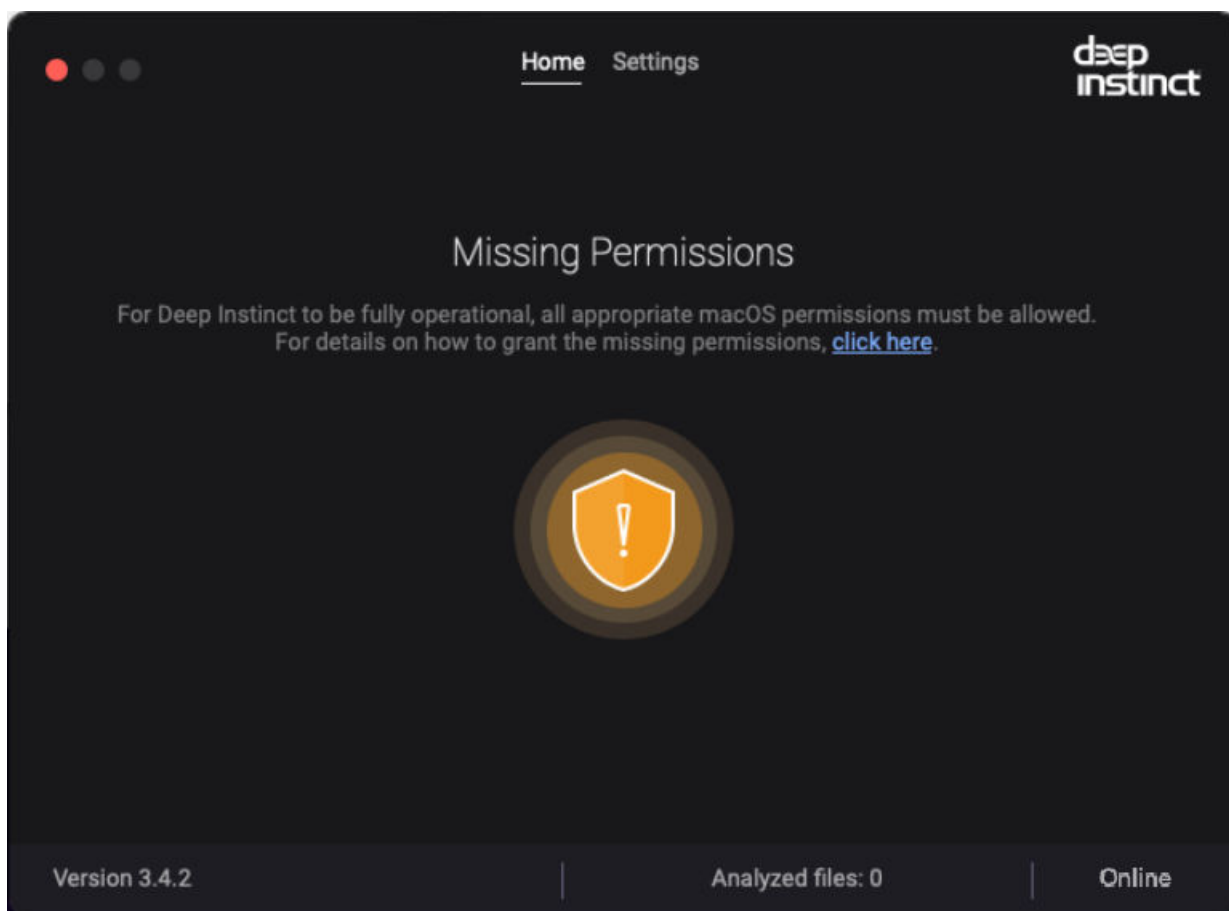 Home Settings
deep
instinct
Missing Permissions
For Deep Instinct to be fully operational, all appropriate macOS permissions must be allowed.
For details on how to grant the missing permissions, click here.
!
Version 3.4.2 Analyzed files: 0 Online